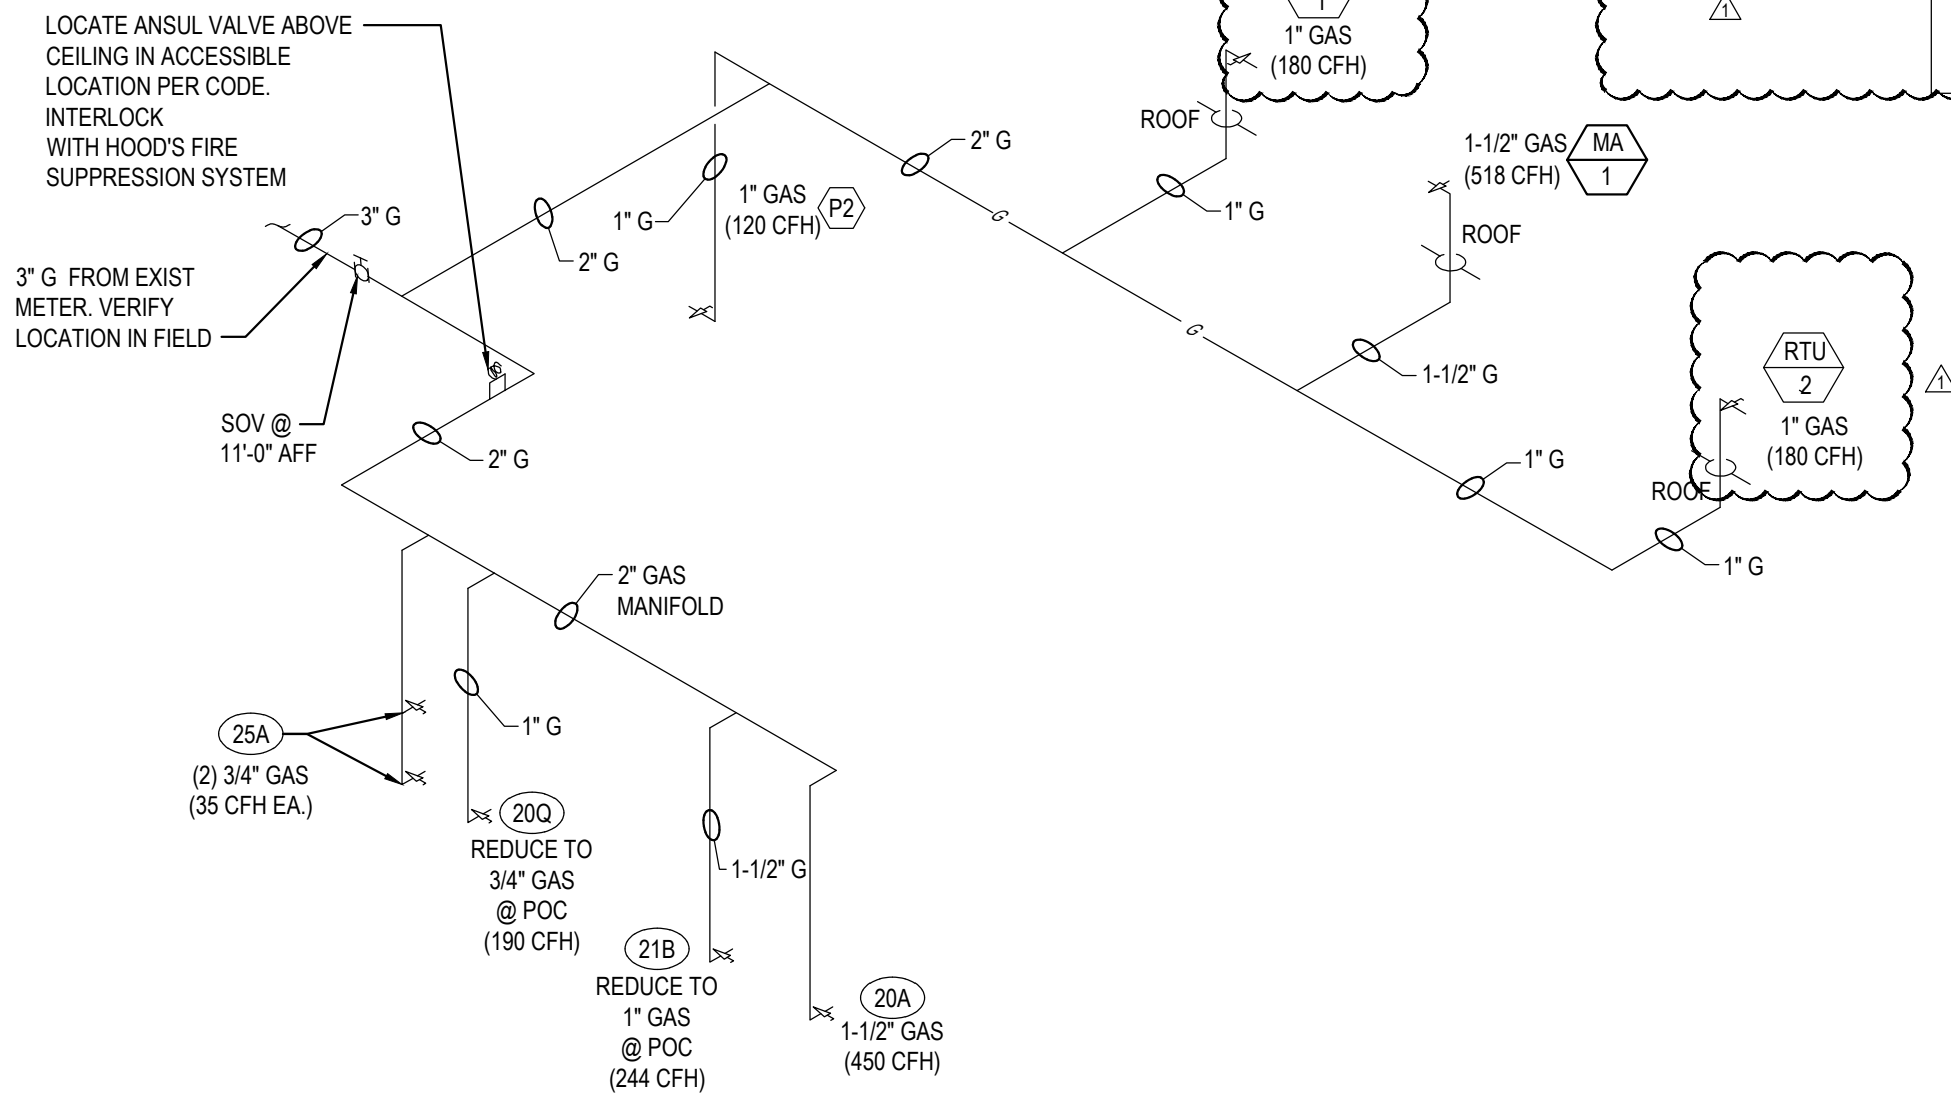 LOCATE ANSUL VALVE ABOVE
CEILING IN ACCESSIBLE
LOCATION PER CODE.
INTERLOCK
WITH HOOD'S FIRE
SUPPRESSION SYSTEM
3" G
3" G FROM EXIST
METER. VERIFY
LOCATION IN FIELD
SOV @
11'-0" AFF
2" G
1" G
1" GAS
(120 CFH)
P2
2" G
G
G
1
1" GAS
(180 CFH)
ROOF
1" G
1
1-1/2" GAS
(518 CFH)
MA
1
ROOF
1-1/2" G
RTU
2
1" GAS
(180 CFH)
1
ROOF
1" G
1" G
2" G
2" GAS
MANIFOLD
25A
(2) 3/4" GAS
(35 CFH EA.)
1" G
20Q
REDUCE TO
3/4" GAS
@ POC
(190 CFH)
1-1/2" G
21B
REDUCE TO
1" GAS
@ POC
(244 CFH)
20A
1-1/2" GAS
(450 CFH)